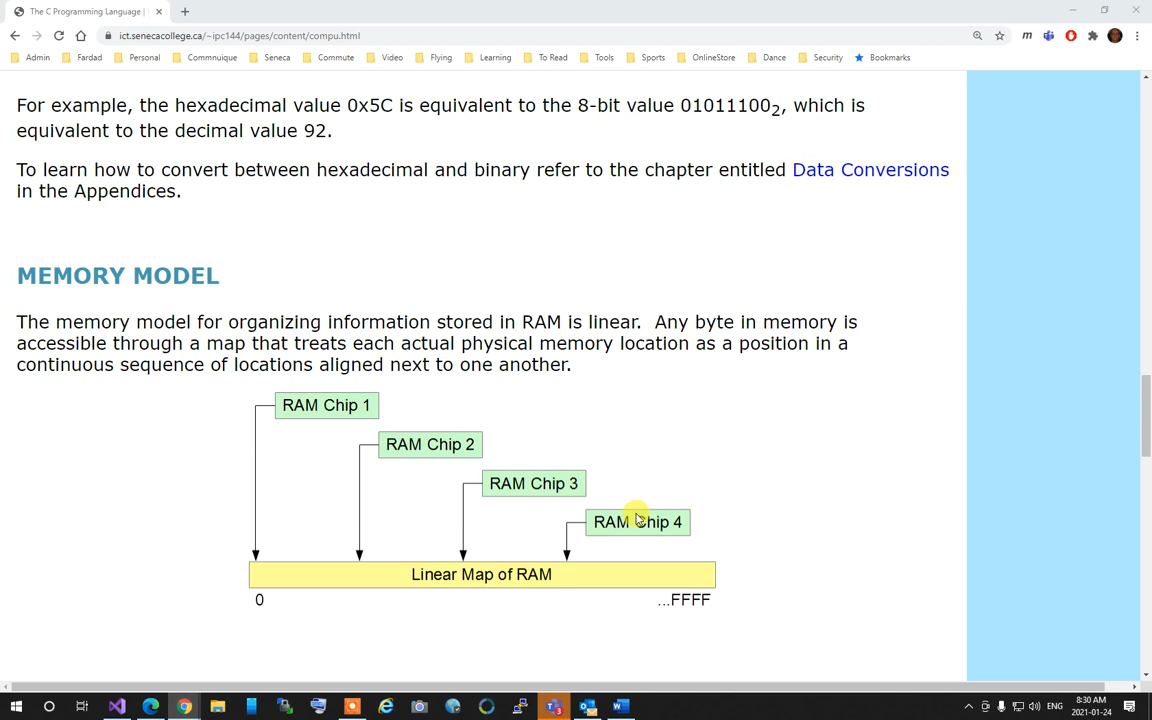 The C Programming Language |
ict.senecacollege.ca/~ipc144/pages/content/compu.html
Admin Fardad Personal Commnuique Seneca Commute Video Flying Learning To Read Tools Sports OnlineStore Dance Security Bookmarks
For example, the hexadecimal value 0x5C is equivalent to the 8-bit value 01011100₂, which is
equivalent to the decimal value 92.
To learn how to convert between hexadecimal and binary refer to the chapter entitled Data Conversions
in the Appendices.
MEMORY MODEL
The memory model for organizing information stored in RAM is linear. Any byte in memory is
accessible through a map that treats each actual physical memory location as a position in a
continuous sequence of locations aligned next to one another.
RAM Chip 1
RAM Chip 2
RAM Chip 3
RAM Chip 4
Linear Map of RAM
0 ...FFFF
ENG
8:30 AM
2021-01-24